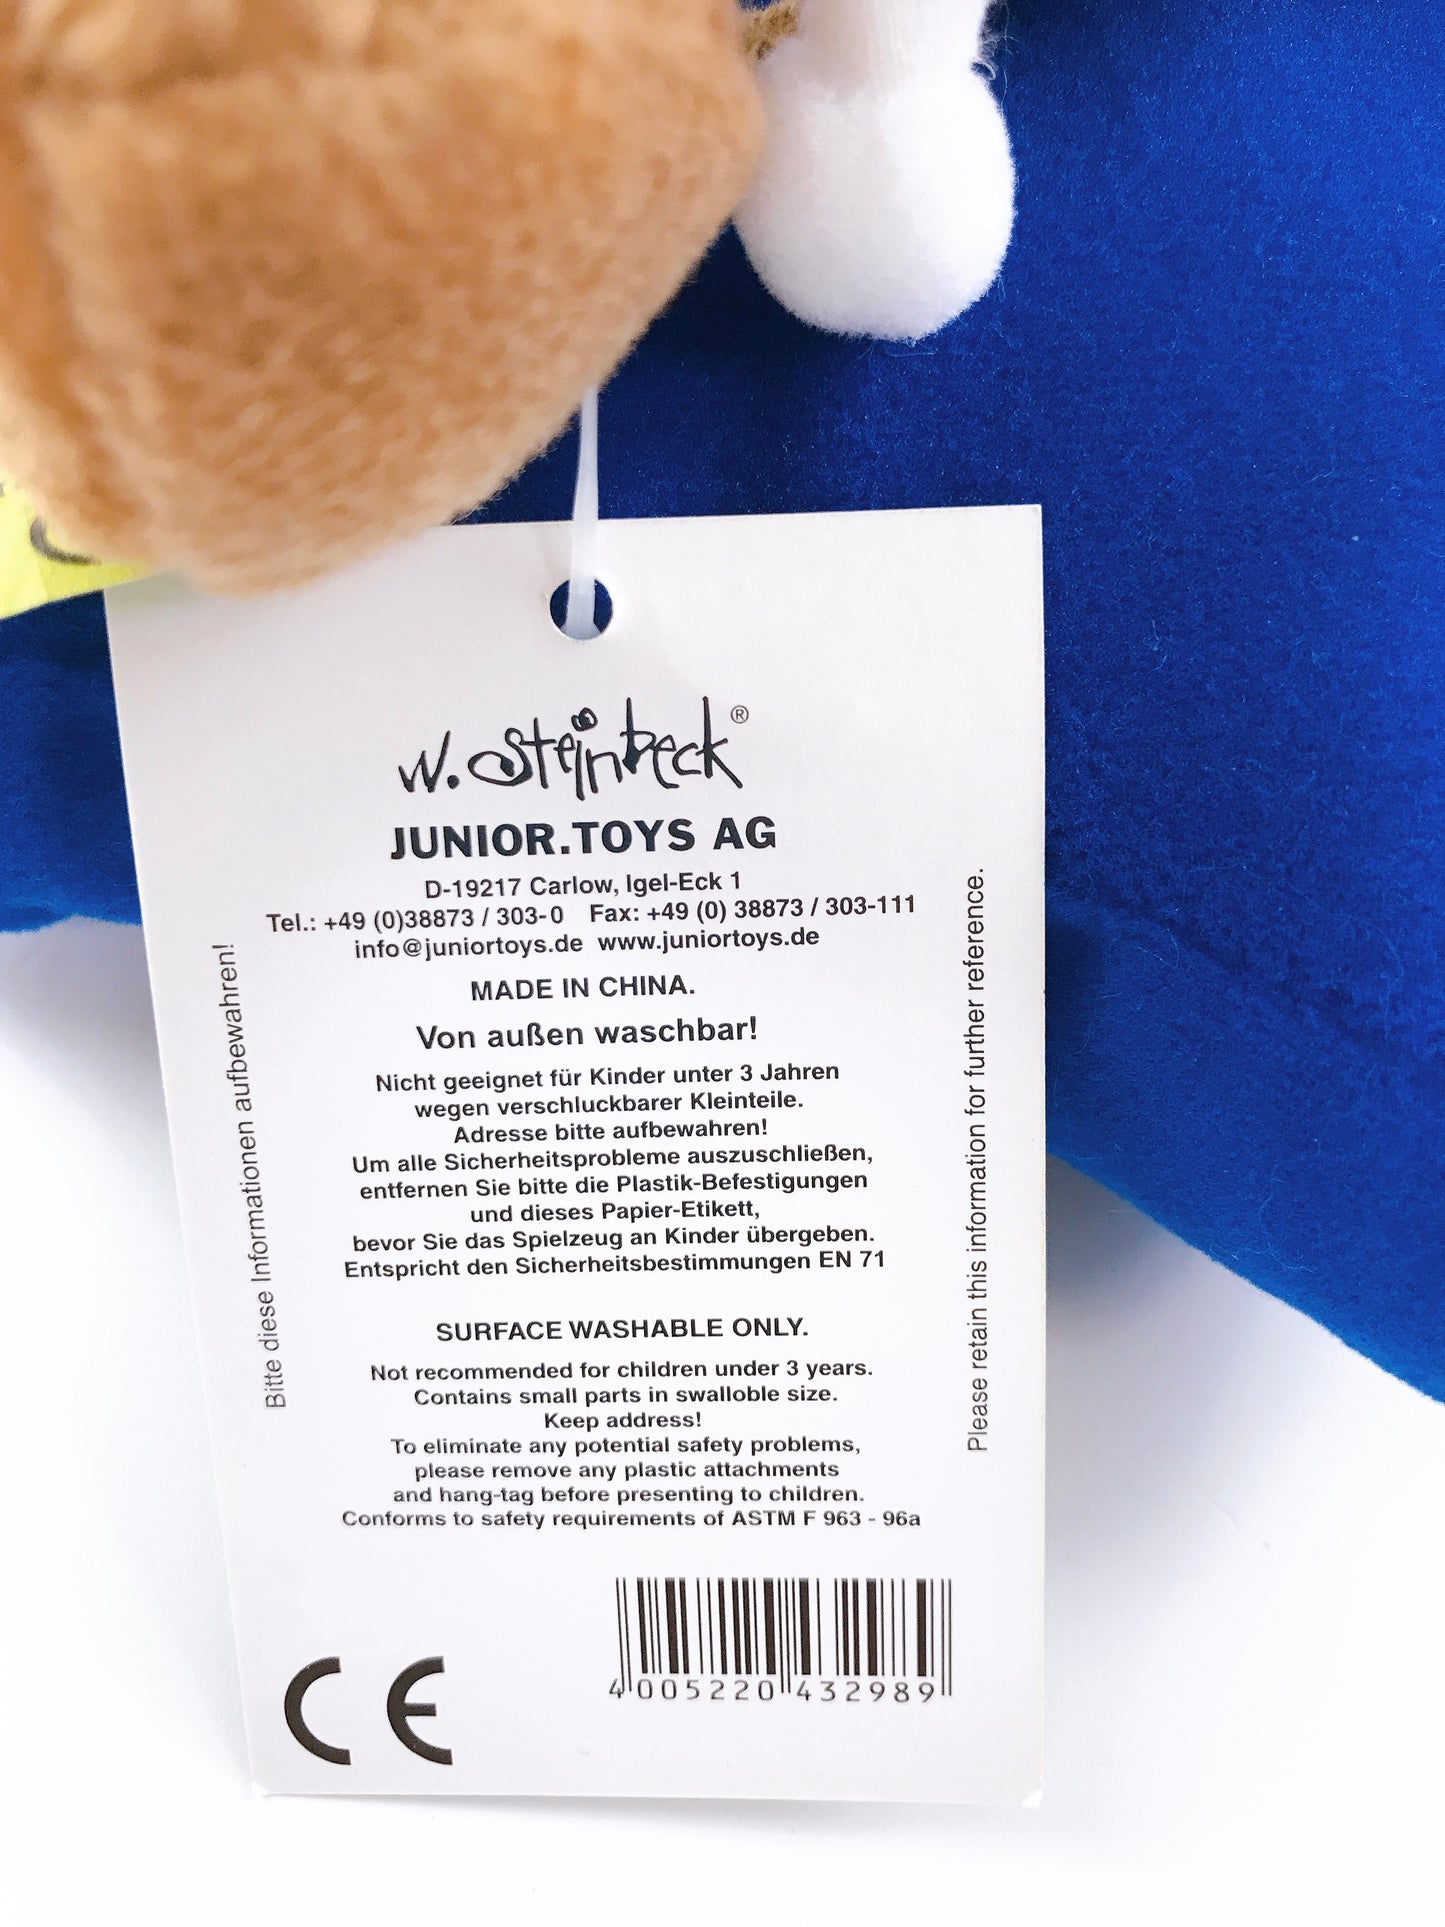 w. Steinbeck®
JUNIOR.TOYS AG
D-19217 Carlow, Igel-Eck 1
Tel.: +49 (0)38873 / 303-0 Fax: +49 (0) 38873 / 303-111
info@juniortoys.de www.juniortoys.de
MADE IN CHINA.
Von außen waschbar!
Nicht geeignet für Kinder unter 3 Jahren
wegen verschluckbarer Kleinteile.
Adresse bitte aufbewahren!
Um alle Sicherheitsprobleme auszuschließen,
entfernen Sie bitte die Plastik-Befestigungen
und dieses Papier-Etikett,
bevor Sie das Spielzeug an Kinder übergeben.
Entspricht den Sicherheitsbestimmungen EN 71
SURFACE WASHABLE ONLY.
Not recommended for children under 3 years.
Contains small parts in swalloble size.
Keep address!
To eliminate any potential safety problems,
please remove any plastic attachments
and hang-tag before presenting to children.
Conforms to safety requirements of ASTM F 963 - 96a
Bitte diese Informationen aufbewahren!
Please retain this information for further reference.
CE
4 005220 432989